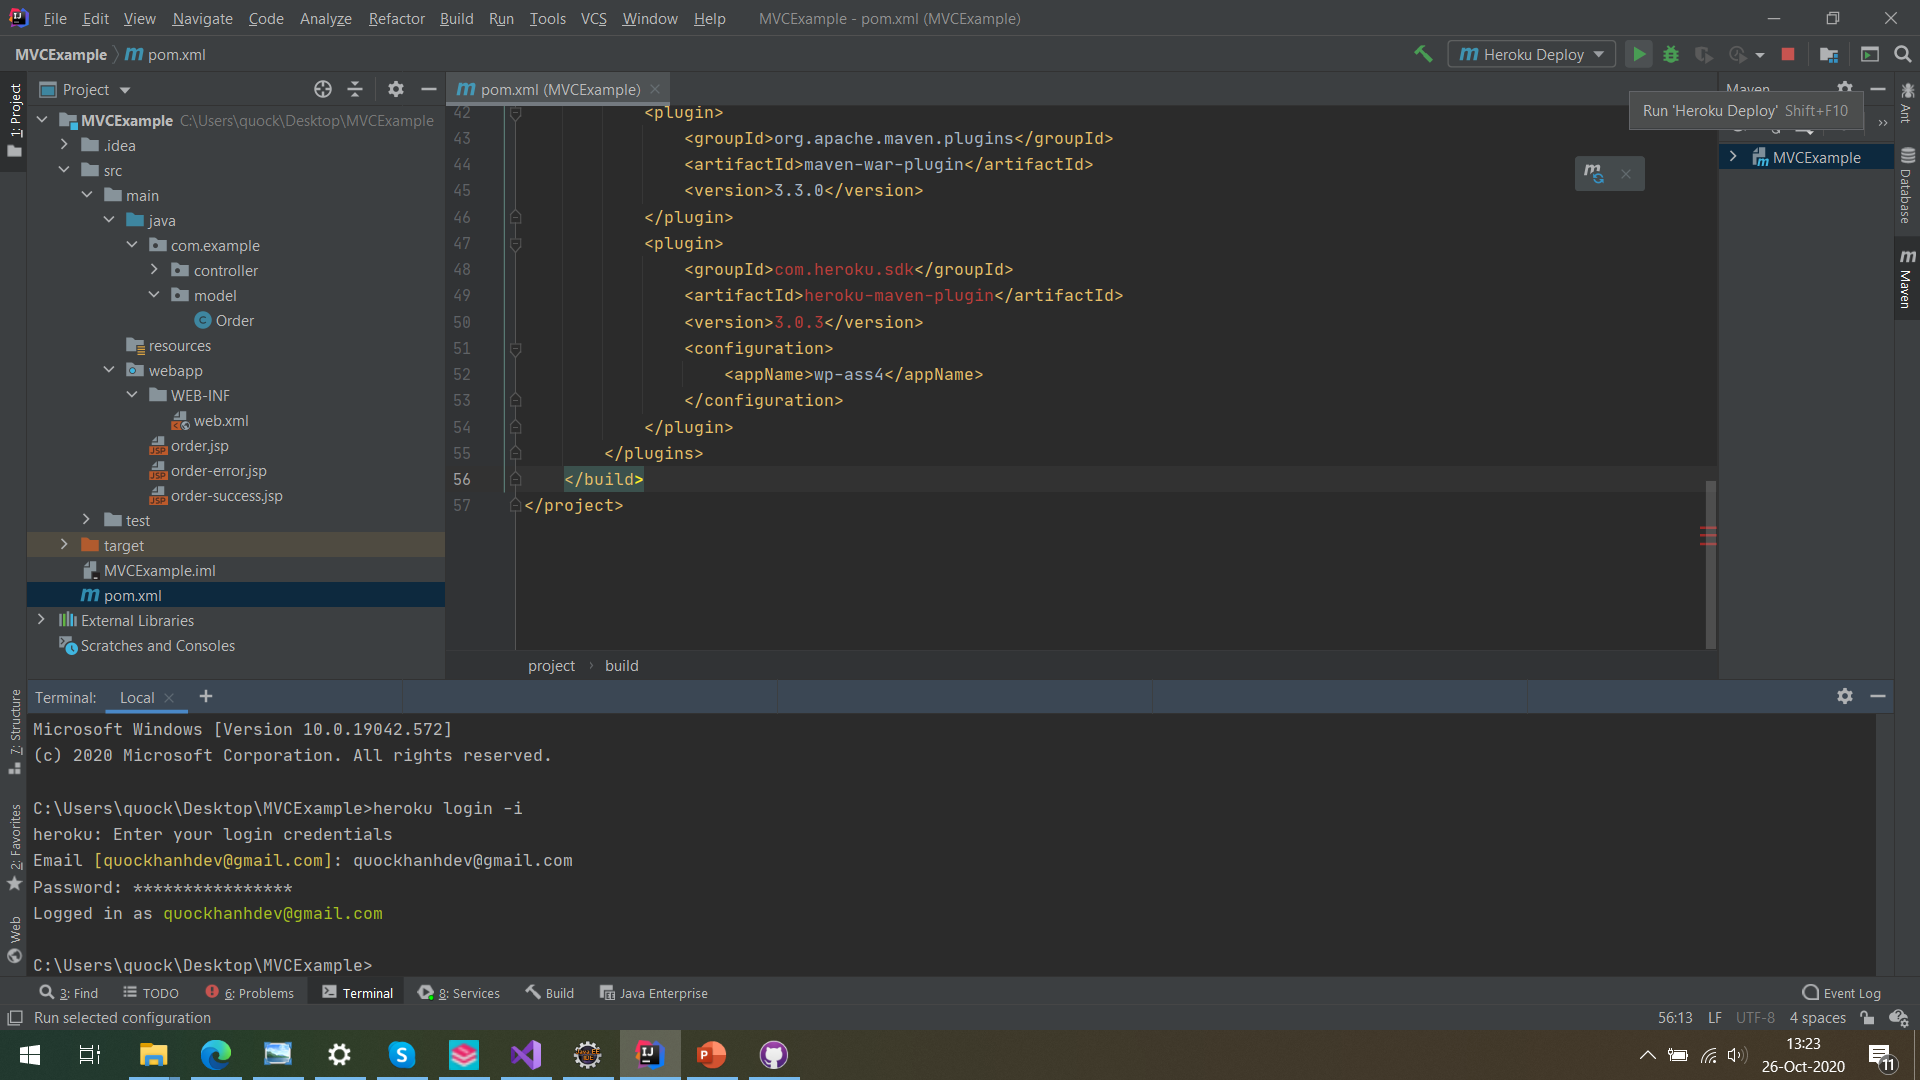 File Edit View Navigate Code Analyze Refactor Build Run Tools VCS Window Help MVCExample - pom.xml (MVCExample)
MVCExample pom.xml
Heroku Deploy
1: Project
Project
pom.xml (MVCExample)
Maven
Run 'Heroku Deploy' Shift+F10
MVCExample C:\Users\quock\Desktop\MVCExample
.idea
src
main
java
com.example
controller
model
Order
resources
webapp
WEB-INF
web.xml
order.jsp
order-error.jsp
order-success.jsp
test
target
MVCExample.iml
pom.xml
External Libraries
Scratches and Consoles
42 <plugin>
43 <groupId>org.apache.maven.plugins</groupId>
44 <artifactId>maven-war-plugin</artifactId>
45 <version>3.3.0</version>
46 </plugin>
47 <plugin>
48 <groupId>com.heroku.sdk</groupId>
49 <artifactId>heroku-maven-plugin</artifactId>
50 <version>3.0.3</version>
51 <configuration>
52 <appName>wp-ass4</appName>
53 </configuration>
54 </plugin>
55 </plugins>
56 </build>
57 </project>
project build
MVCExample
Ant
Database
Maven
7: Structure
2: Favorites
Web
Terminal: Local
Microsoft Windows [Version 10.0.19042.572]
(c) 2020 Microsoft Corporation. All rights reserved.
C:\Users\quock\Desktop\MVCExample>heroku login -i
heroku: Enter your login credentials
Email [quockhanhdev@gmail.com]: quockhanhdev@gmail.com
Password: ****************
Logged in as quockhanhdev@gmail.com
C:\Users\quock\Desktop\MVCExample>
3: Find TODO 6: Problems Terminal 8: Services Build Java Enterprise Event Log
Run selected configuration 56:13 LF UTF-8 4 spaces
13:23
26-Oct-2020
11